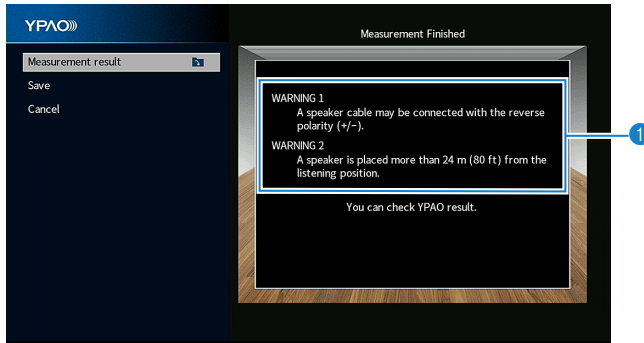 YPAO
Measurement Finished
Measurement result
Save
Cancel
WARNING 1
A speaker cable may be connected with the reverse
polarity (+/-).
WARNING 2
A speaker is placed more than 24 m (80 ft) from the
listening position.
You can check YPAO result.
1